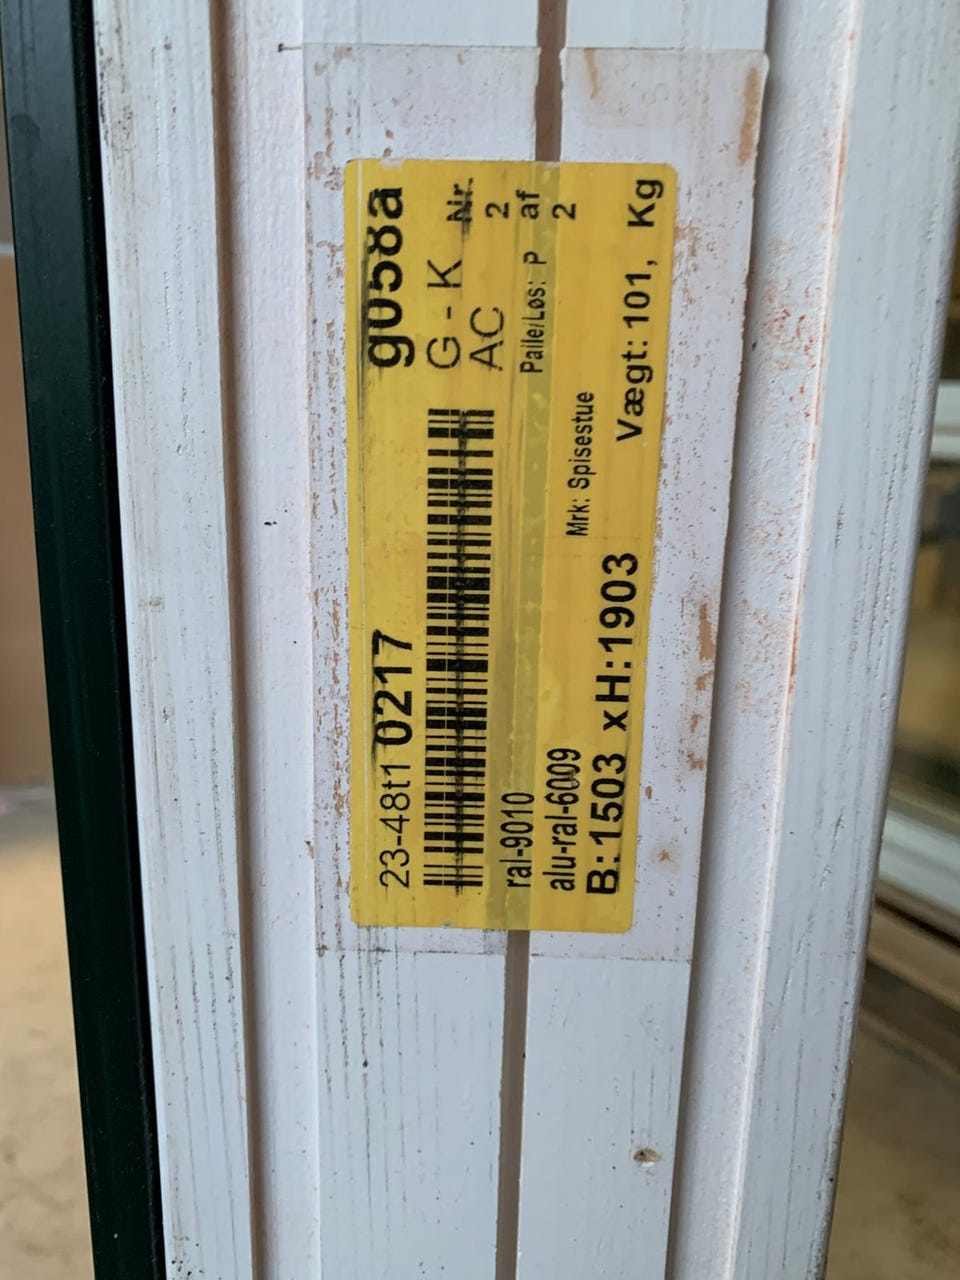 23-48t1 0217 g058a
G - K Nr.
AC 2
ral-9010 Palle/Løs: P af
alu-ral-6009 Mrk: Spisestue 2
B:1503 xH:1903 Vægt: 101, Kg